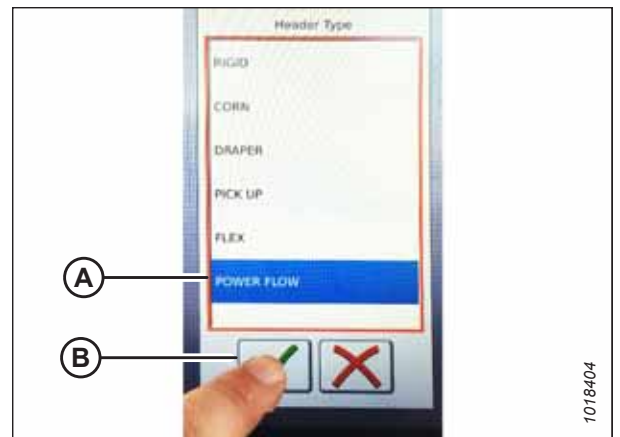 Header Type
RIGID
CORN
DRAPER
PICK UP
FLEX
A
POWER FLOW
B
1018404